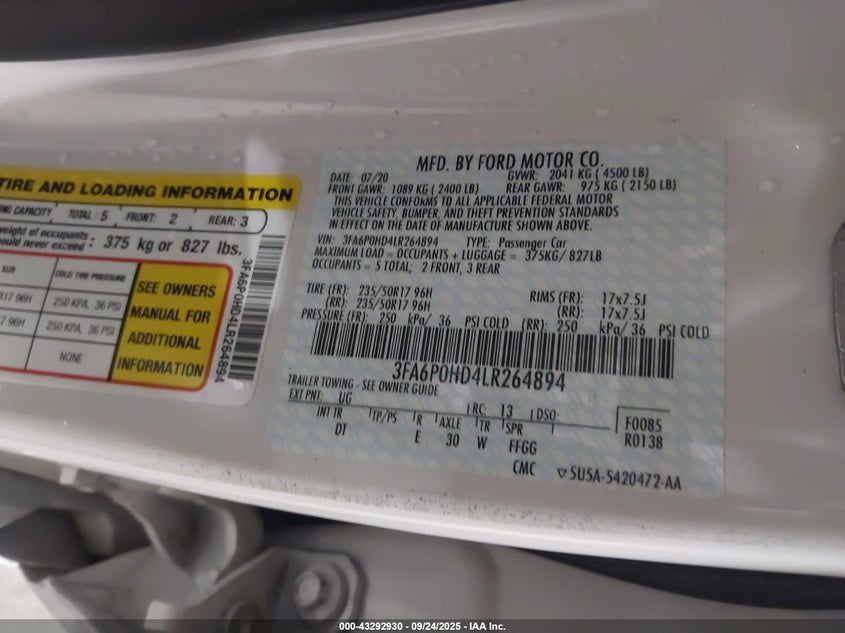 TIRE AND LOADING INFORMATION
NG CAPACITY TOTAL : 5 FRONT: 2 REAR: 3
weight of occupants :
ould never exceed : 375 kg or 827 lbs.
SIZE COLD TIRE PRESSURE
R17 96H 250 KPA, 36 PSI
7 96H 250 KPA, 36 PSI
NONE
SEE OWNERS
MANUAL FOR
ADDITIONAL
INFORMATION
3FA6P0HD4LR264894
MFD. BY FORD MOTOR CO.
DATE: 07/20 GVWR: 2041 KG ( 4500 LB)
FRONT GAWR: 1089 KG ( 2400 LB) REAR GAWR: 975 KG ( 2150 LB)
THIS VEHICLE CONFORMS TO ALL APPLICABLE FEDERAL MOTOR
VEHICLE SAFETY, BUMPER, AND THEFT PREVENTION STANDARDS
IN EFFECT ON THE DATE OF MANUFACTURE SHOWN ABOVE.
VIN: 3FA6P0HD4LR264894 TYPE: Passenger Car
MAXIMUM LOAD = OCCUPANTS + LUGGAGE = 375KG/ 827LB
OCCUPANTS = 5 TOTAL; 2 FRONT, 3 REAR
TIRE (FR): 235/50R17 96H RIMS (FR): 17x7.5J
(RR): 235/50R17 96H (RR): 17x7.5J
PRESSURE (FR): 250 kPa/ 36 PSI COLD (RR): 250 kPa/ 36 PSI COLD
3FA6P0HD4LR264894
TRAILER TOWING - SEE OWNER GUIDE
EXT PNT: UG RC: 13 DSO:
INT TR TP/PS R AXLE TR SPR
DT E 30 W FFGG
F0085
R0138
CMC 5U5A-5420472-AA
000-43292930 - 09/24/2025 - IAA Inc.